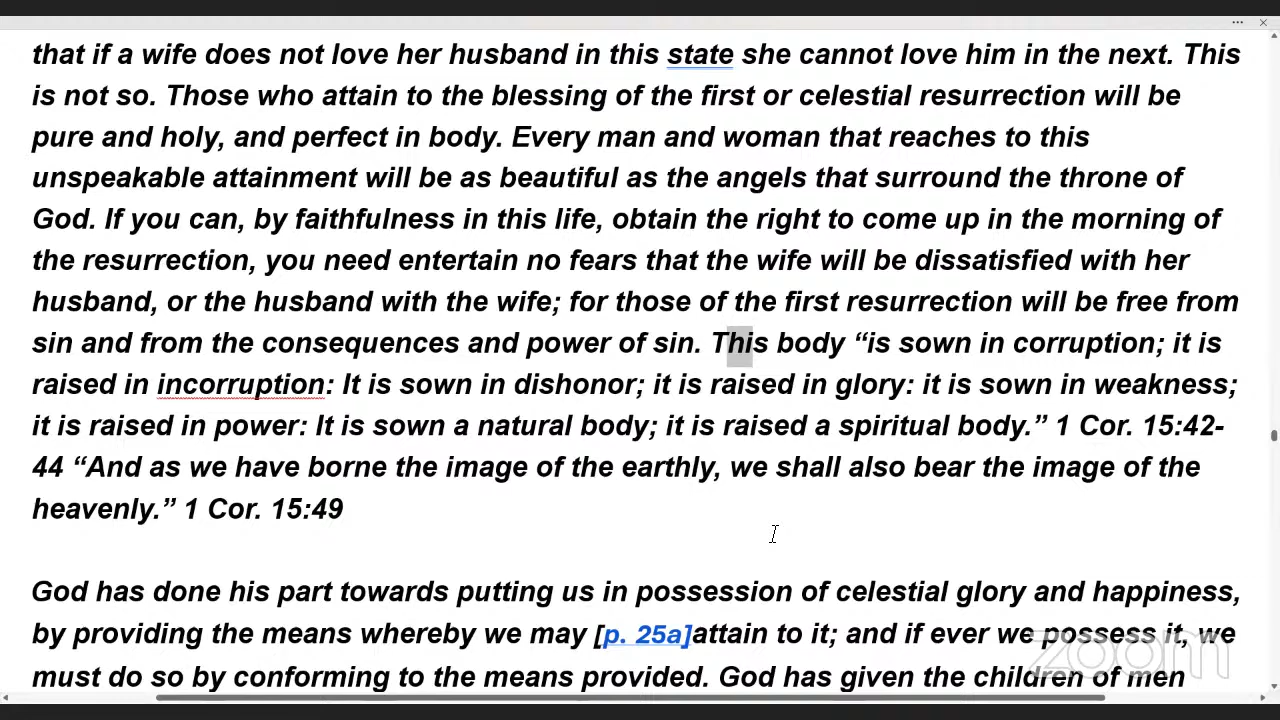 that if a wife does not love her husband in this state she cannot love him in the next. This
is not so. Those who attain to the blessing of the first or celestial resurrection will be
pure and holy, and perfect in body. Every man and woman that reaches to this
unspeakable attainment will be as beautiful as the angels that surround the throne of
God. If you can, by faithfulness in this life, obtain the right to come up in the morning of
the resurrection, you need entertain no fears that the wife will be dissatisfied with her
husband, or the husband with the wife; for those of the first resurrection will be free from
sin and from the consequences and power of sin. This body “is sown in corruption; it is
raised in incorruption: It is sown in dishonor; it is raised in glory: it is sown in weakness;
it is raised in power: It is sown a natural body; it is raised a spiritual body.” 1 Cor. 15:42-
44 “And as we have borne the image of the earthly, we shall also bear the image of the
heavenly.” 1 Cor. 15:49
God has done his part towards putting us in possession of celestial glory and happiness,
by providing the means whereby we may [p. 25a]attain to it; and if ever we possess it, we
must do so by conforming to the means provided. God has given the children of men
zoom